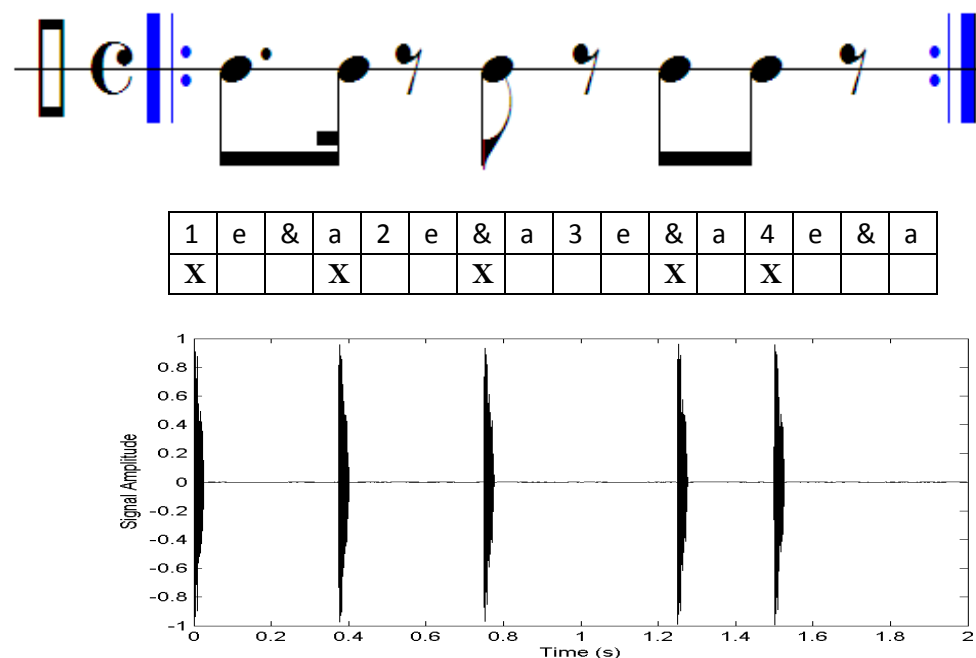 1 e & a 2 e & a 3 e & a 4 e & a
X X X X X
1
0.8
0.6
0.4
0.2
0
-0.2
-0.4
-0.6
-0.8
-1
Signal Amplitude
0 0.2 0.4 0.6 0.8 1 1.2 1.4 1.6 1.8 2
Time (s)